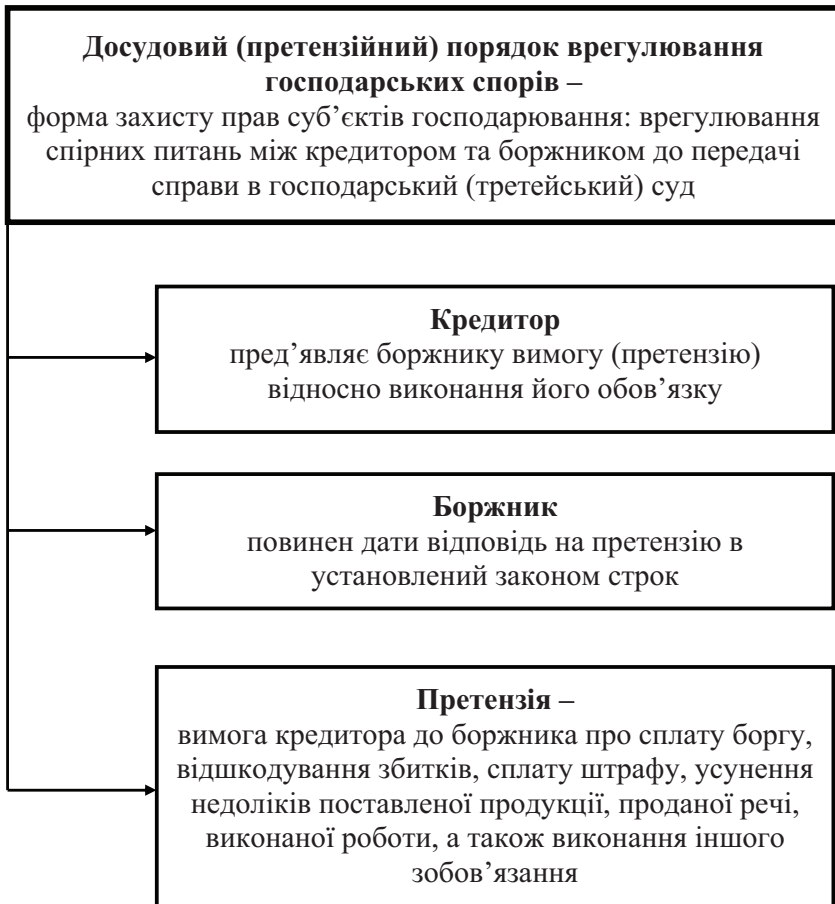 Досудовий (претензійний) порядок врегулювання
господарських спорів –
форма захисту прав суб’єктів господарювання: врегулювання
спірних питань між кредитором та боржником до передачі
справи в господарський (третейський) суд
Кредитор
пред’являє боржнику вимогу (претензію)
відносно виконання його обов’язку
Боржник
повинен дати відповідь на претензію в
установлений законом строк
Претензія –
вимога кредитора до боржника про сплату боргу,
відшкодування збитків, сплату штрафу, усунення
недоліків поставленої продукції, проданої речі,
виконаної роботи, а також виконання іншого
зобов’язання